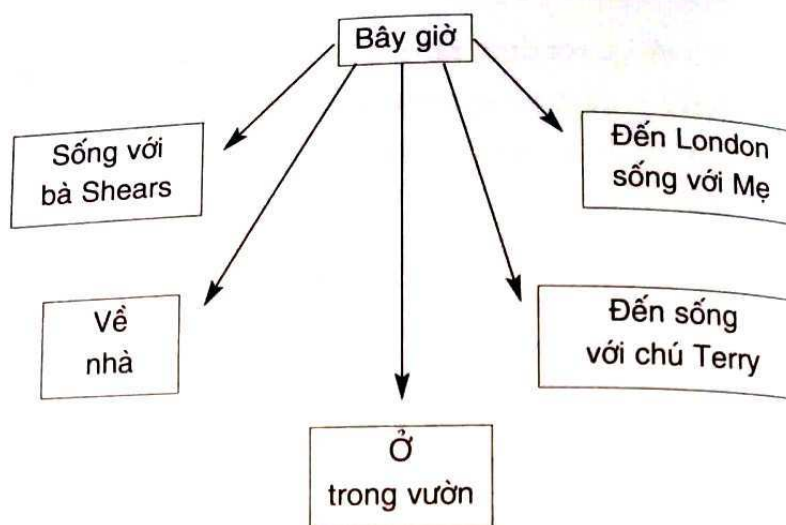 Bây giờ
Sống với
bà Shears
Đến London
sống với Mẹ
Về
nhà
Đến sống
với chú Terry
Ở
trong vườn